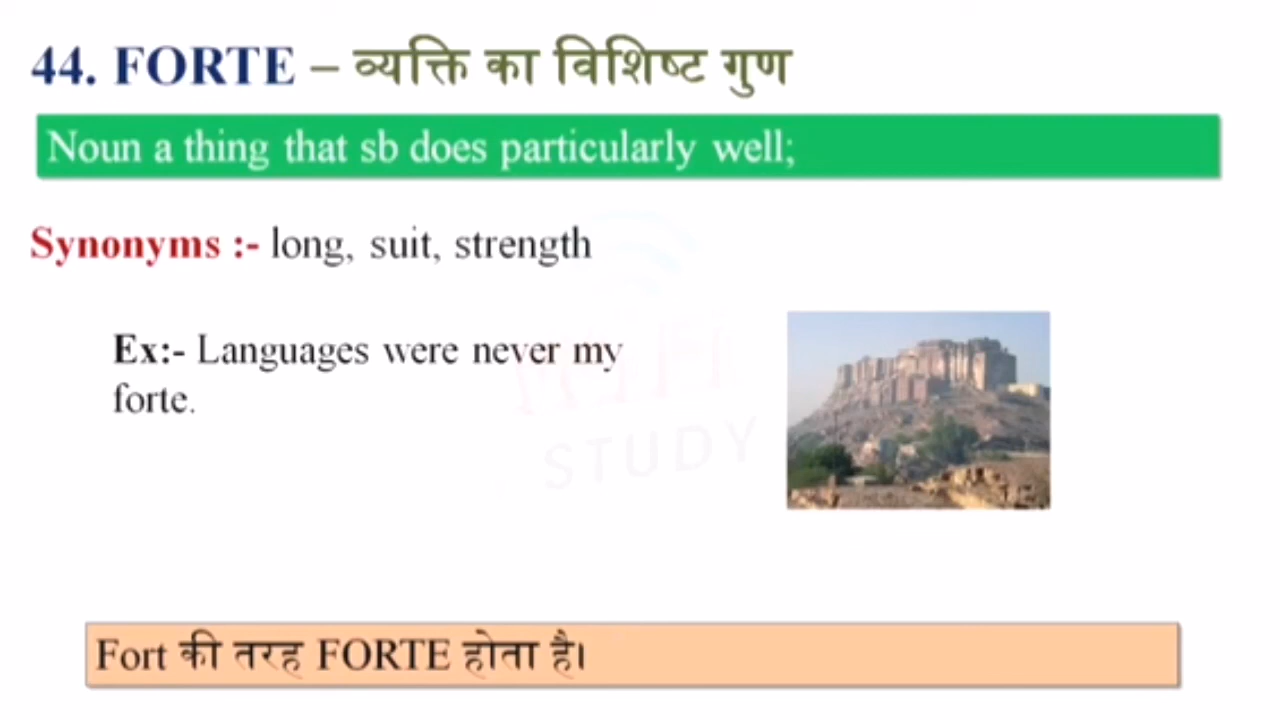 44. FORTE – व्यक्ति का विशिष्ट गुण
Noun a thing that sb does particularly well;
Synonyms :- long, suit, strength
Ex:- Languages were never my
forte.
STUDY
Fort की तरह FORTE होता है।